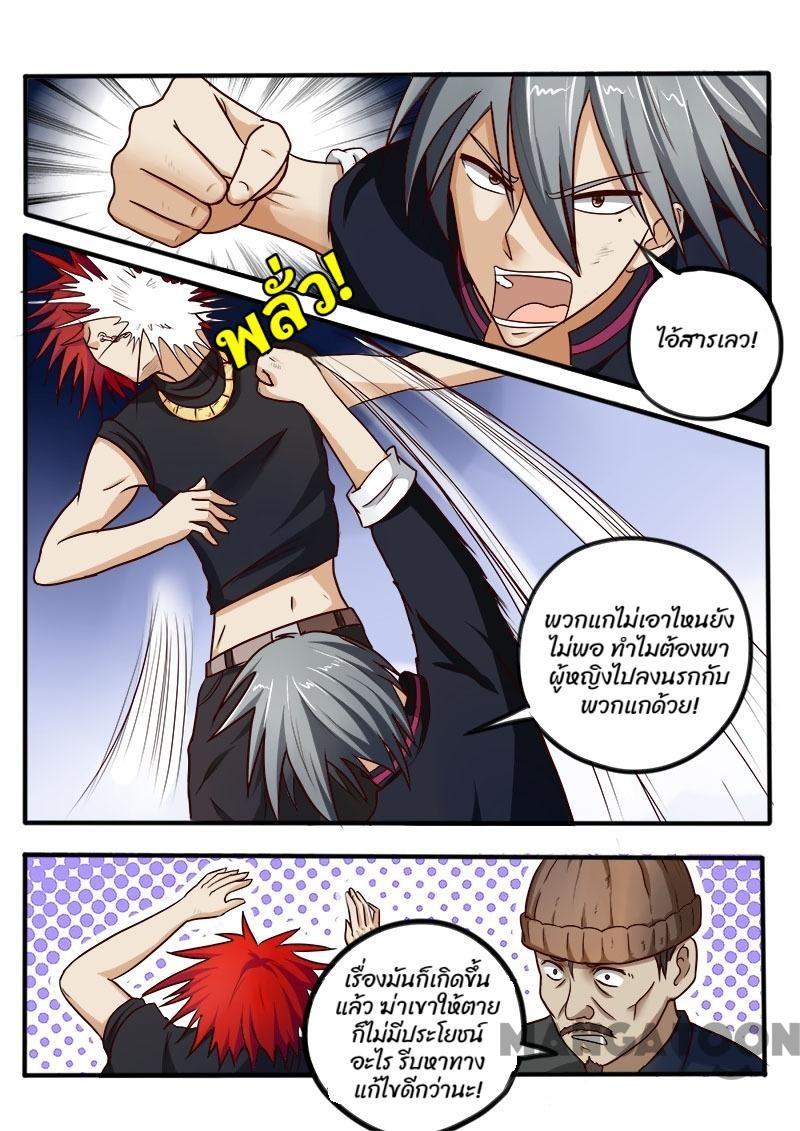 ไอ้สารเลว!
พลั่ว!
พวกแกไม่เอาไหนยัง
ไม่พอ ทำไมต้องพา
ผู้หญิงไปลงนรกกับ
พวกแกด้วย!
เรื่องมันก็เกิดขึ้น
แล้ว ฆ่าเขาให้ตาย
ก็ไม่มีประโยชน์
อะไร รีบหาทาง
แก้ไขดีกว่านะ!
MANGATOON